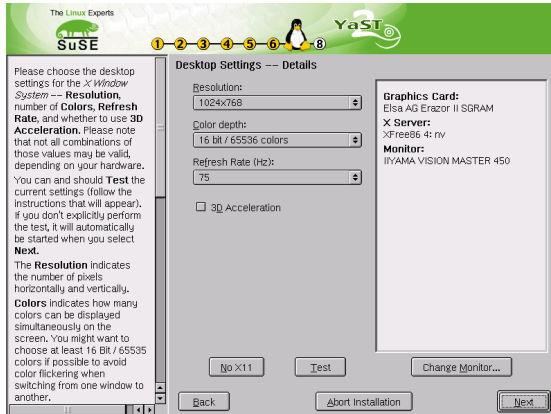 The Linux Experts
SuSE
1 2 3 4 5 6 8
YaST
Please choose the desktop
settings for the X Window
System -- Resolution,
number of Colors, Refresh
Rate, and whether to use 3D
Acceleration. Please note
that not all combinations of
those values may be valid,
depending on your hardware.
You can and should Test the
current settings (follow the
instructions that will appear).
If you don't explicitly perform
the test, it will automatically
be started when you select
Next.
The Resolution indicates
the number of pixels
horizontally and vertically.
Colors indicates how many
colors can be displayed
simultaneously on the
screen. You might want to
choose at least 16 Bit / 65535
colors if possible to avoid
color flickering when
switching from one window to
another.
Desktop Settings -- Details
Resolution:
1024x768
Color depth:
16 bit / 65536 colors
Refresh Rate (Hz):
75
3D Acceleration
Graphics Card:
Elsa AG Erazor II SGRAM
X Server:
XFree86 4: nv
Monitor:
IIYAMA VISION MASTER 450
No X11
Test
Change Monitor...
Back
Abort Installation
Next